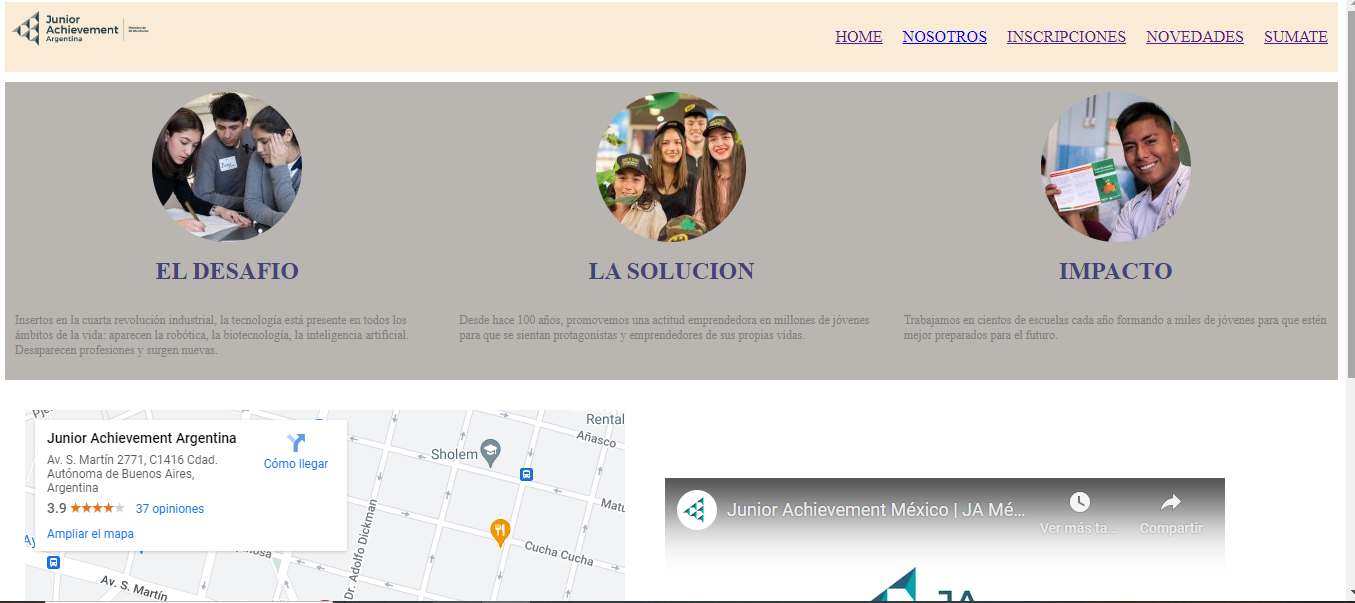 Junior
Achievement
Argentina
HOME NOSOTROS INSCRIPCIONES NOVEDADES SUMATE
EL DESAFIO
Insertos en la cuarta revolución industrial, la tecnología está presente en todos los
ámbitos de la vida: aparecen la robótica, la biotecnología, la inteligencia artificial.
Desaparecen profesiones y surgen nuevas.
LA SOLUCION
Desde hace 100 años, promovemos una actitud emprendedora en millones de jóvenes
para que se sientan protagonistas y emprendedores de sus propias vidas.
IMPACTO
Trabajamos en cientos de escuelas cada año formando a miles de jóvenes para que estén
mejor preparados para el futuro.
Junior Achievement Argentina
Av. S. Martín 2771, C1416 Cdad.
Autónoma de Buenos Aires,
Argentina
3.9 37 opiniones
Ampliar el mapa
Cómo llegar
Rental
Añasco
Sholem
Matu
Cucha Cucha
Dr. Adolfo Dickman
Av. S. Martín
Junior Achievement México | JA Mé...
Ver más ta...
Compartir
JA